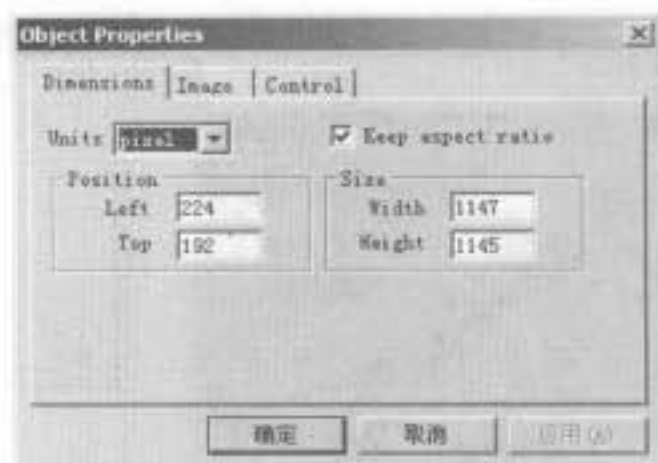 Object Properties
Dimensions Image Control
Units pixel Keep aspect ratio
Position Size
Left 224 Width 1147
Top 192 Height 1145
确定 取消 应用(A)